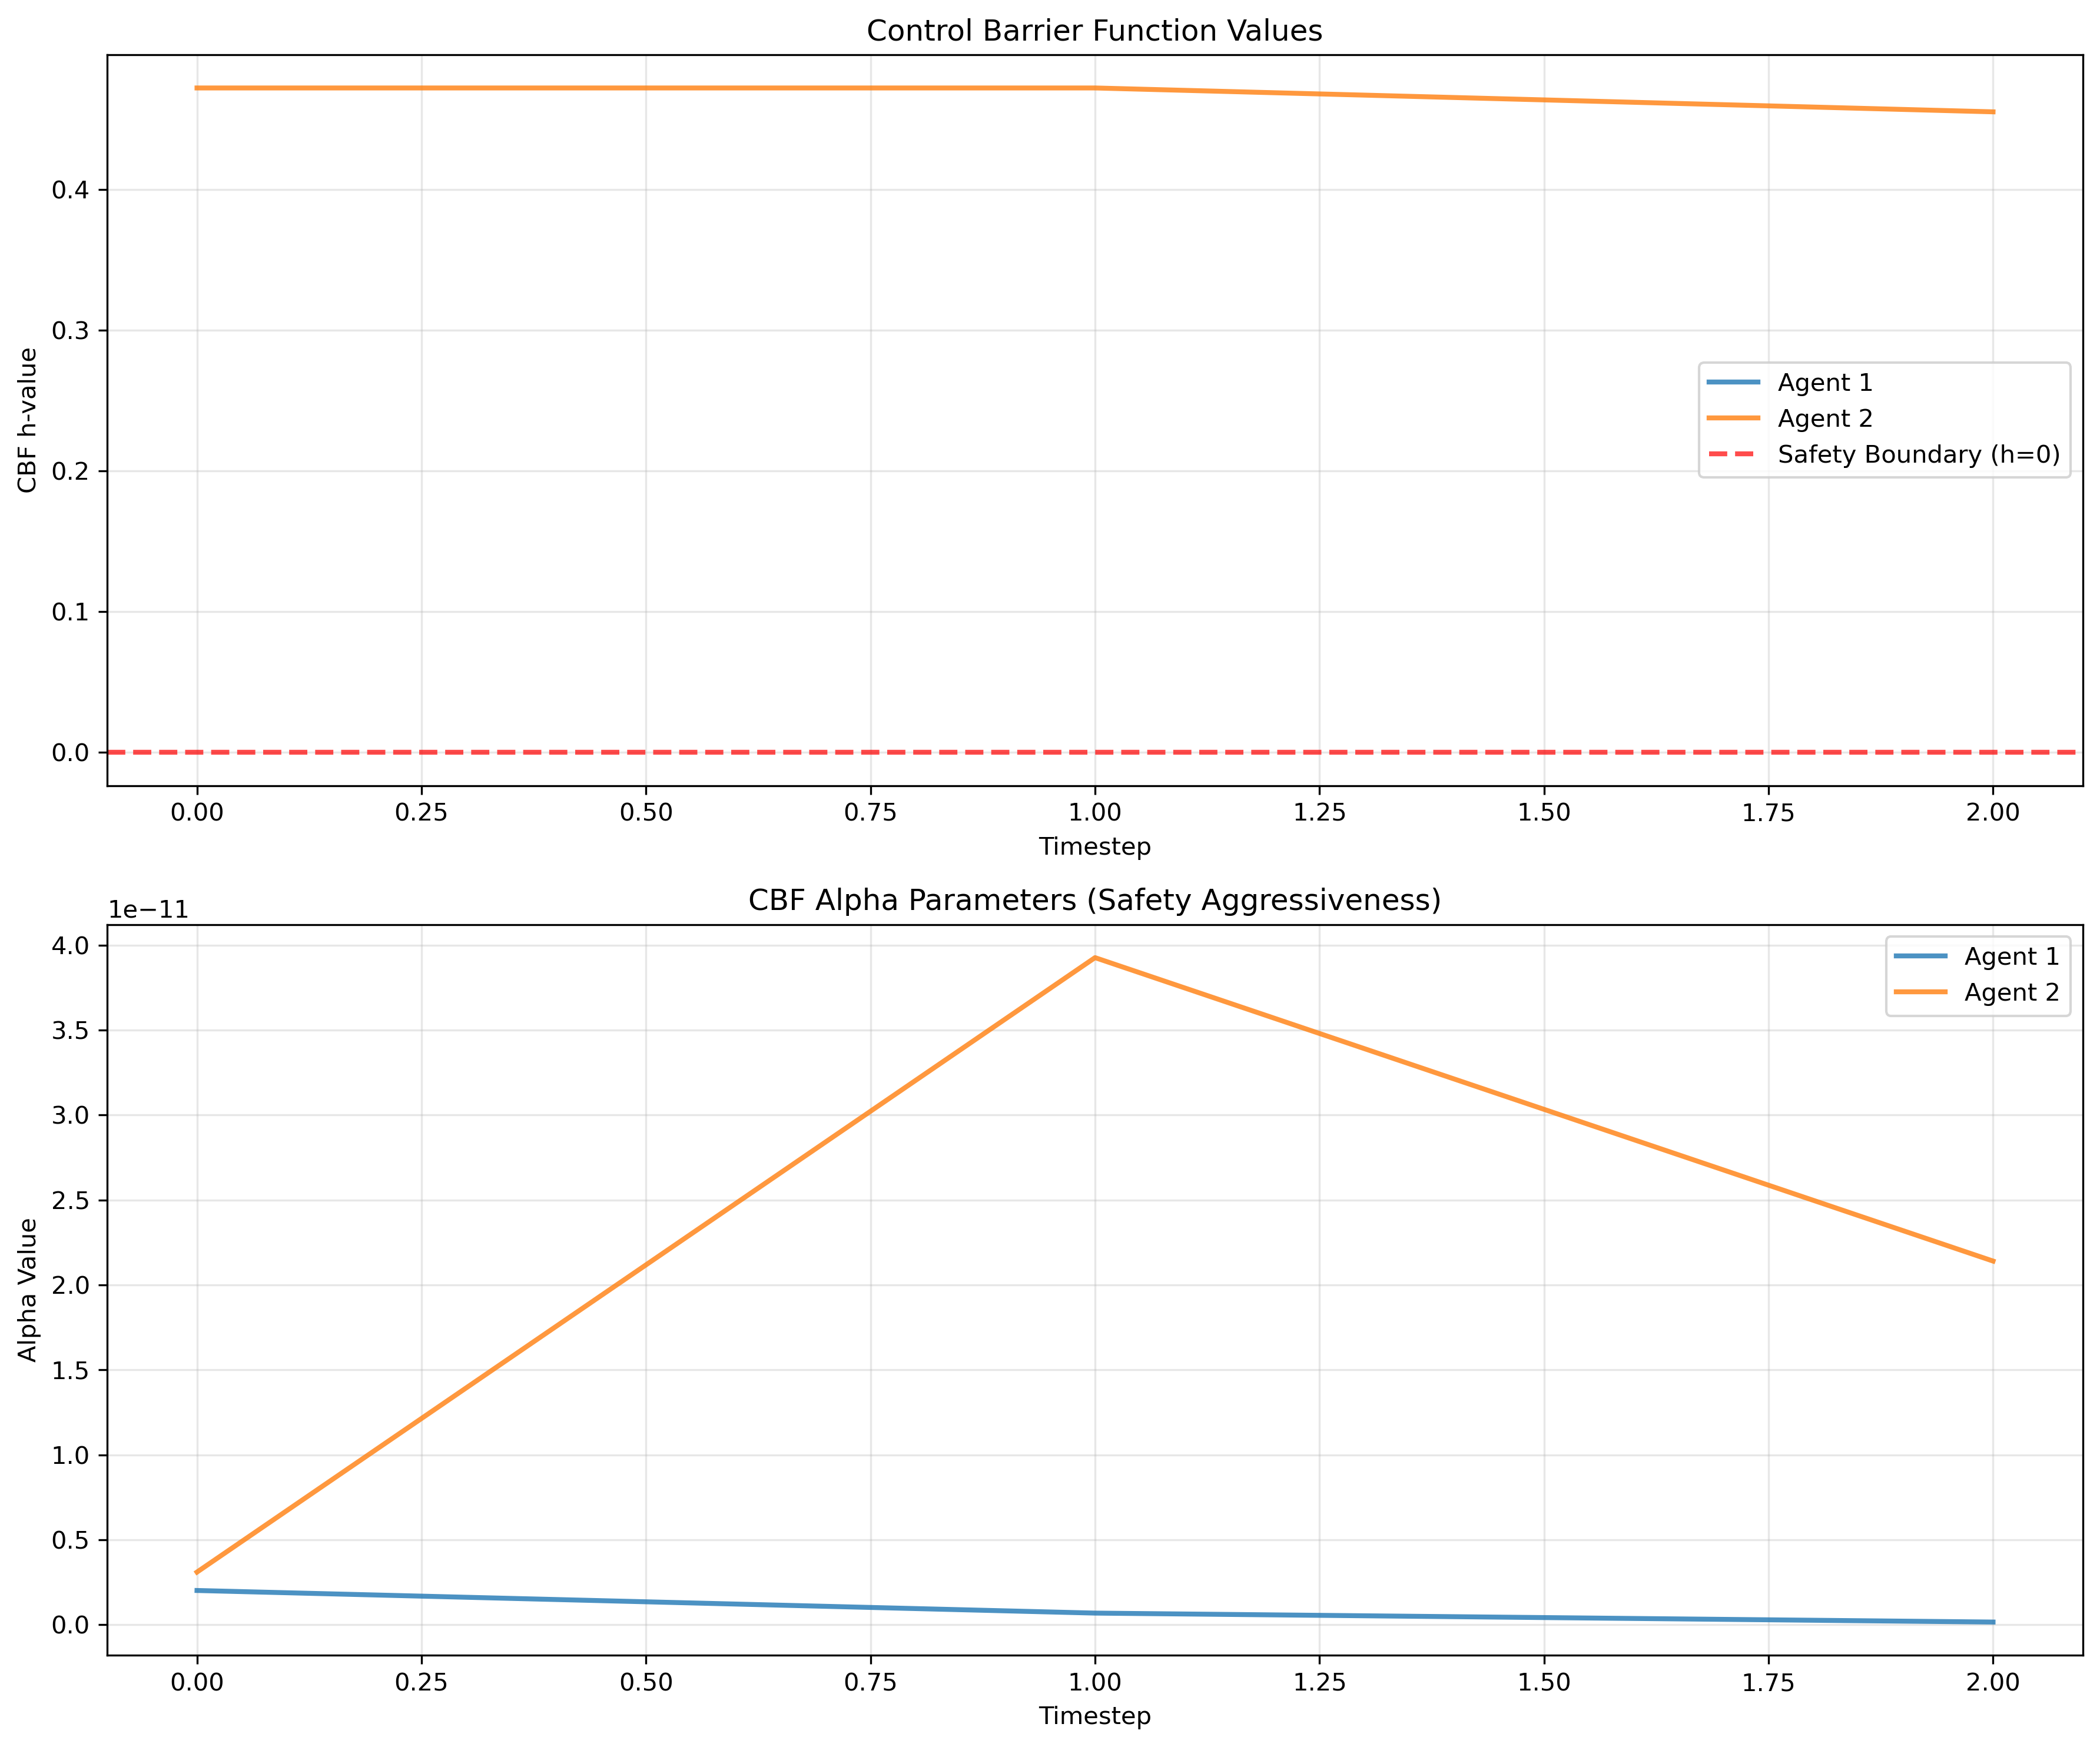 Control Barrier Function Values
CBF h-value
0.4
0.3
0.2
0.1
0.0
Agent 1
Agent 2
Safety Boundary (h=0)
0.00 0.25 0.50 0.75 1.00 1.25 1.50 1.75 2.00
Timestep
CBF Alpha Parameters (Safety Aggressiveness)
1e−11
Alpha Value
4.0
3.5
3.0
2.5
2.0
1.5
1.0
0.5
0.0
Agent 1
Agent 2
0.00 0.25 0.50 0.75 1.00 1.25 1.50 1.75 2.00
Timestep